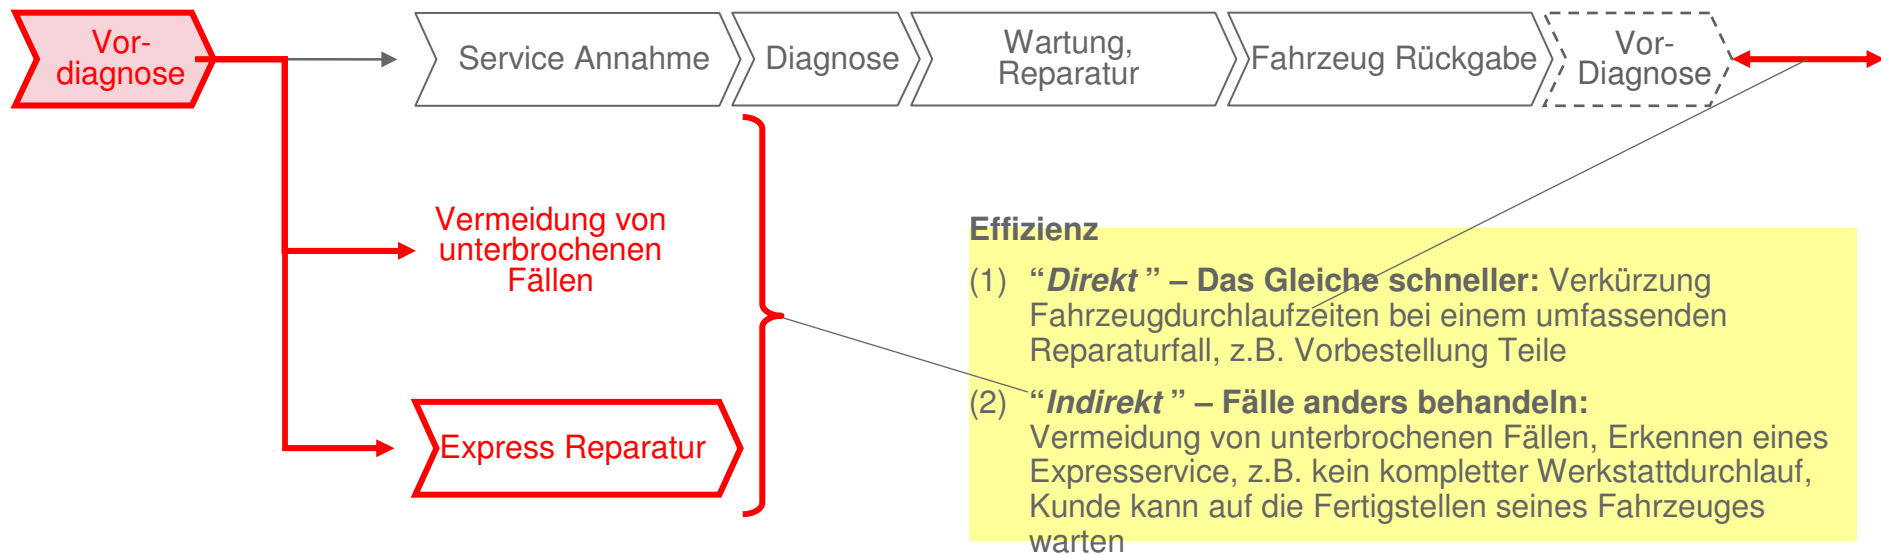 Vor-
diagnose
Service Annahme
Diagnose
Wartung,
Reparatur
Fahrzeug Rückgabe
Vor-
Diagnose
Vermeidung von
unterbrochenen
Fällen
Express Reparatur
Effizienz
(1) “Direkt ” – Das Gleiche schneller: Verkürzung
Fahrzeugdurchlaufzeiten bei einem umfassenden
Reparaturfall, z.B. Vorbestellung Teile
(2) “Indirekt ” – Fälle anders behandeln:
Vermeidung von unterbrochenen Fällen, Erkennen eines
Expresservice, z.B. kein kompletter Werkstattdurchlauf,
Kunde kann auf die Fertigstellen seines Fahrzeuges
warten